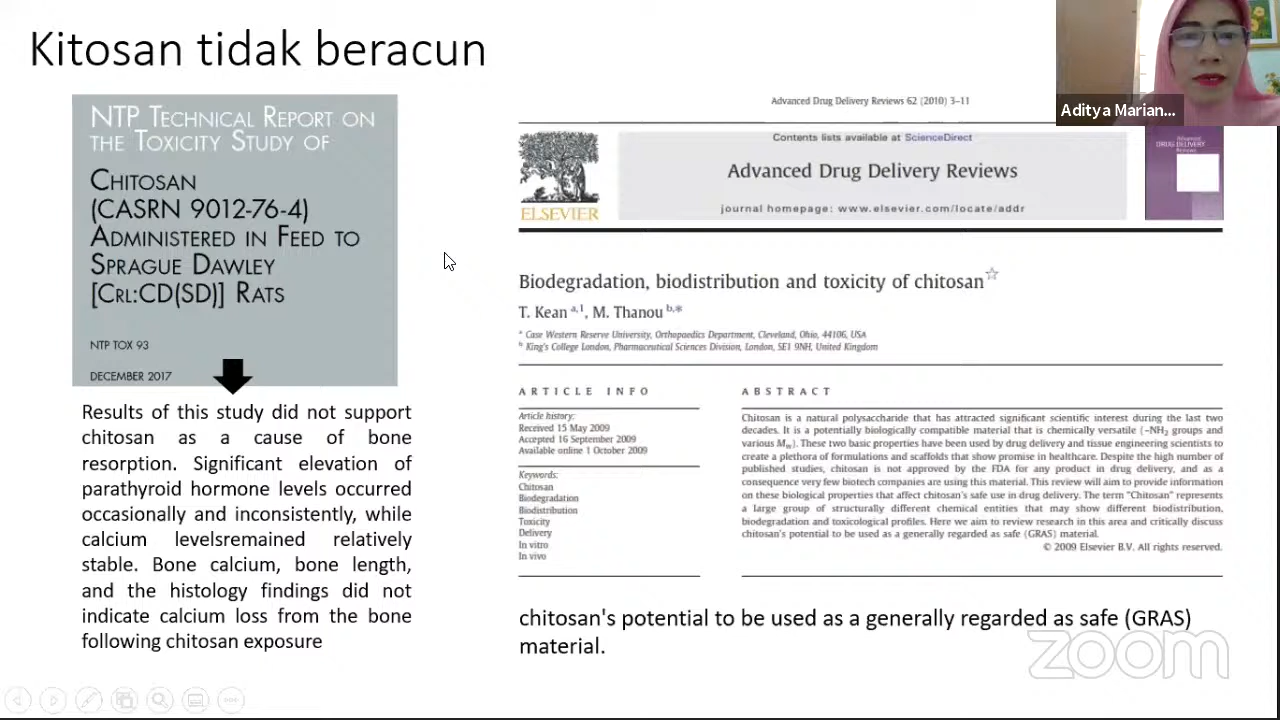 Kitosan tidak beracun
NTP TECHNICAL REPORT ON
THE TOXICITY STUDY OF
CHITOSAN
(CASRN 9012-76-4)
ADMINISTERED IN FEED TO
SPRAGUE DAWLEY
[CRL:CD(SD)] RATS
NTP TOX 93
DECEMBER 2017
Results of this study did not support
chitosan as a cause of bone
resorption. Significant elevation of
parathyroid hormone levels occurred
occasionally and inconsistently, while
calcium levelsremained relatively
stable. Bone calcium, bone length,
and the histology findings did not
indicate calcium loss from the bone
following chitosan exposure
Advanced Drug Delivery Reviews 62 (2010) 3–11
Contents lists available at ScienceDirect
Advanced Drug Delivery Reviews
journal homepage: www.elsevier.com/locate/addr
ELSEVIER
Advanced
DRUG DELIVERY
Reviews
Biodegradation, biodistribution and toxicity of chitosan☆
T. Kean a,1, M. Thanou b,*
a Case Western Reserve University, Orthopaedics Department, Cleveland, Ohio, 44106, USA
b King's College London, Pharmaceutical Sciences Division, London, SE1 9NH, United Kingdom
ARTICLE INFO
Article history:
Received 15 May 2009
Accepted 16 September 2009
Available online 1 October 2009
Keywords:
Chitosan
Biodegradation
Biodistribution
Toxicity
Delivery
In vitro
In vivo
ABSTRACT
Chitosan is a natural polysaccharide that has attracted significant scientific interest during the last two
decades. It is a potentially biologically compatible material that is chemically versatile (–NH2 groups and
various Mw). These two basic properties have been used by drug delivery and tissue engineering scientists to
create a plethora of formulations and scaffolds that show promise in healthcare. Despite the high number of
published studies, chitosan is not approved by the FDA for any product in drug delivery, and as a
consequence very few biotech companies are using this material. This review will aim to provide information
on these biological properties that affect chitosan's safe use in drug delivery. The term "Chitosan" represents
a large group of structurally different chemical entities that may show different biodistribution,
biodegradation and toxicological profiles. Here we aim to review research in this area and critically discuss
chitosan's potential to be used as a generally regarded as safe (GRAS) material.
© 2009 Elsevier B.V. All rights reserved.
chitosan's potential to be used as a generally regarded as safe (GRAS)
material.
Aditya Marian...
zoom